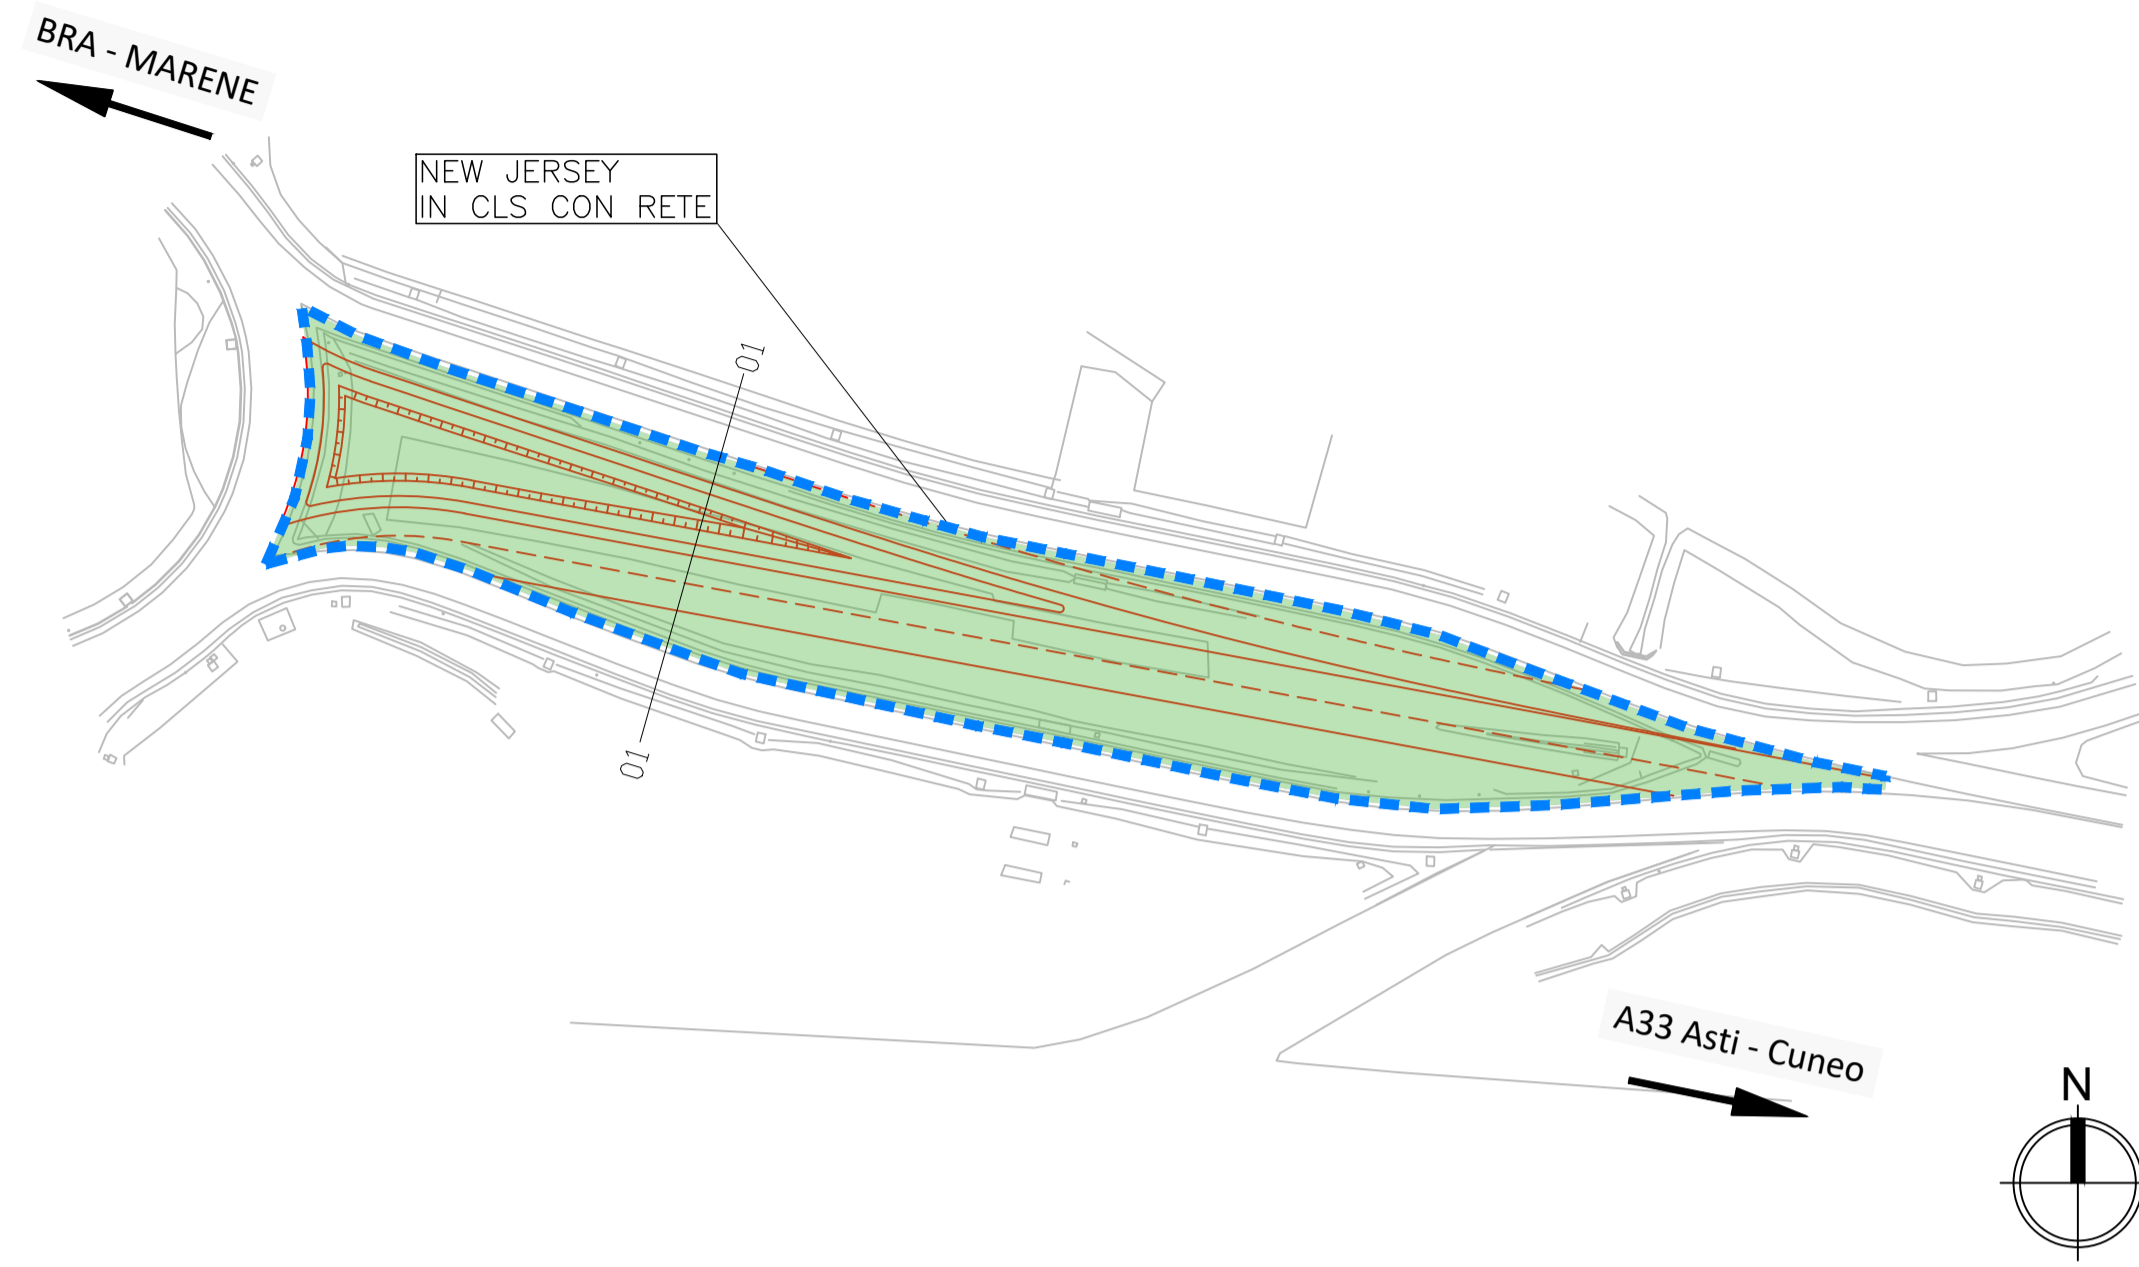 BRA - MARENE
NEW JERSEY
IN CLS CON RETE
01
01
A33 Asti - Cuneo
N